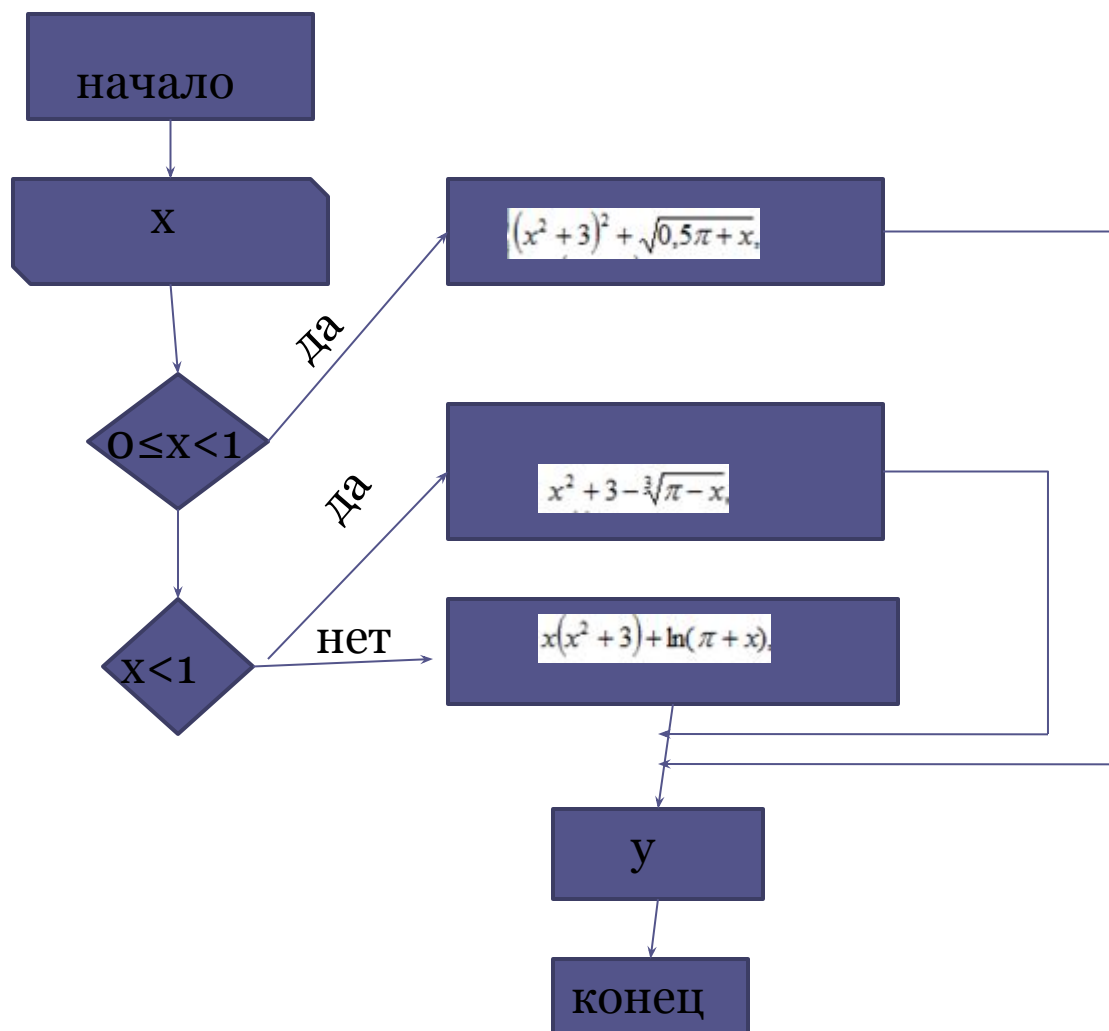 начало
x
(x² + 3)² + √0,5π + x,
да
0≤x<1
да
x² + 3 − ∛π − x,
x(x² + 3) + ln(π + x),
нет
x<1
y
конец